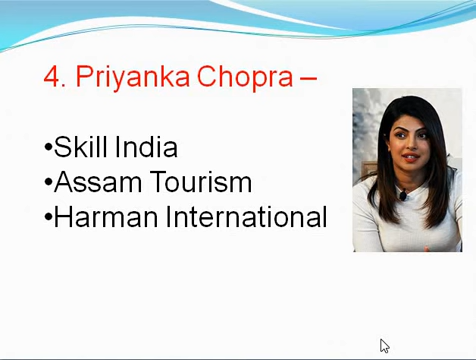 4. Priyanka Chopra –
•Skill India
•Assam Tourism
•Harman International